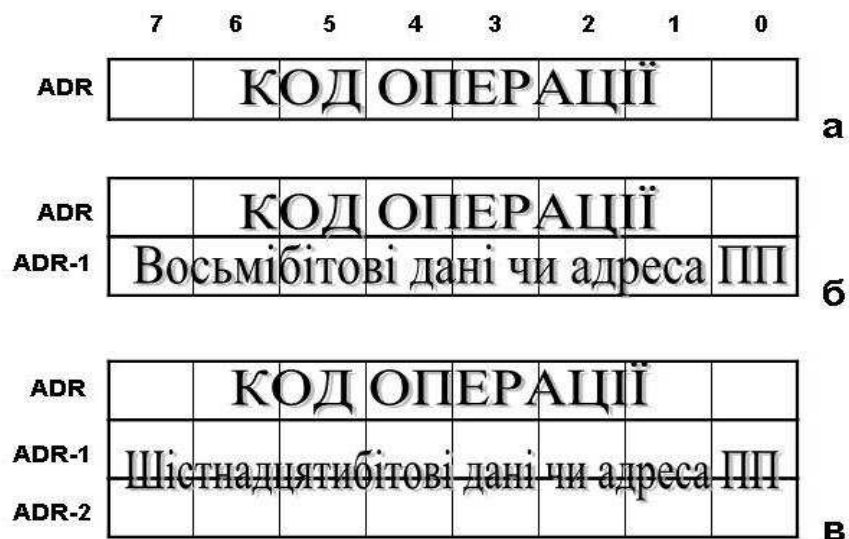 7 6 5 4 3 2 1 0
ADR КОД ОПЕРАЦІЇ
а
ADR КОД ОПЕРАЦІЇ
ADR-1 Восьмібітові дані чи адреса ПП
б
ADR КОД ОПЕРАЦІЇ
ADR-1 Шістнадцятибітові дані чи адреса ПП
ADR-2
в